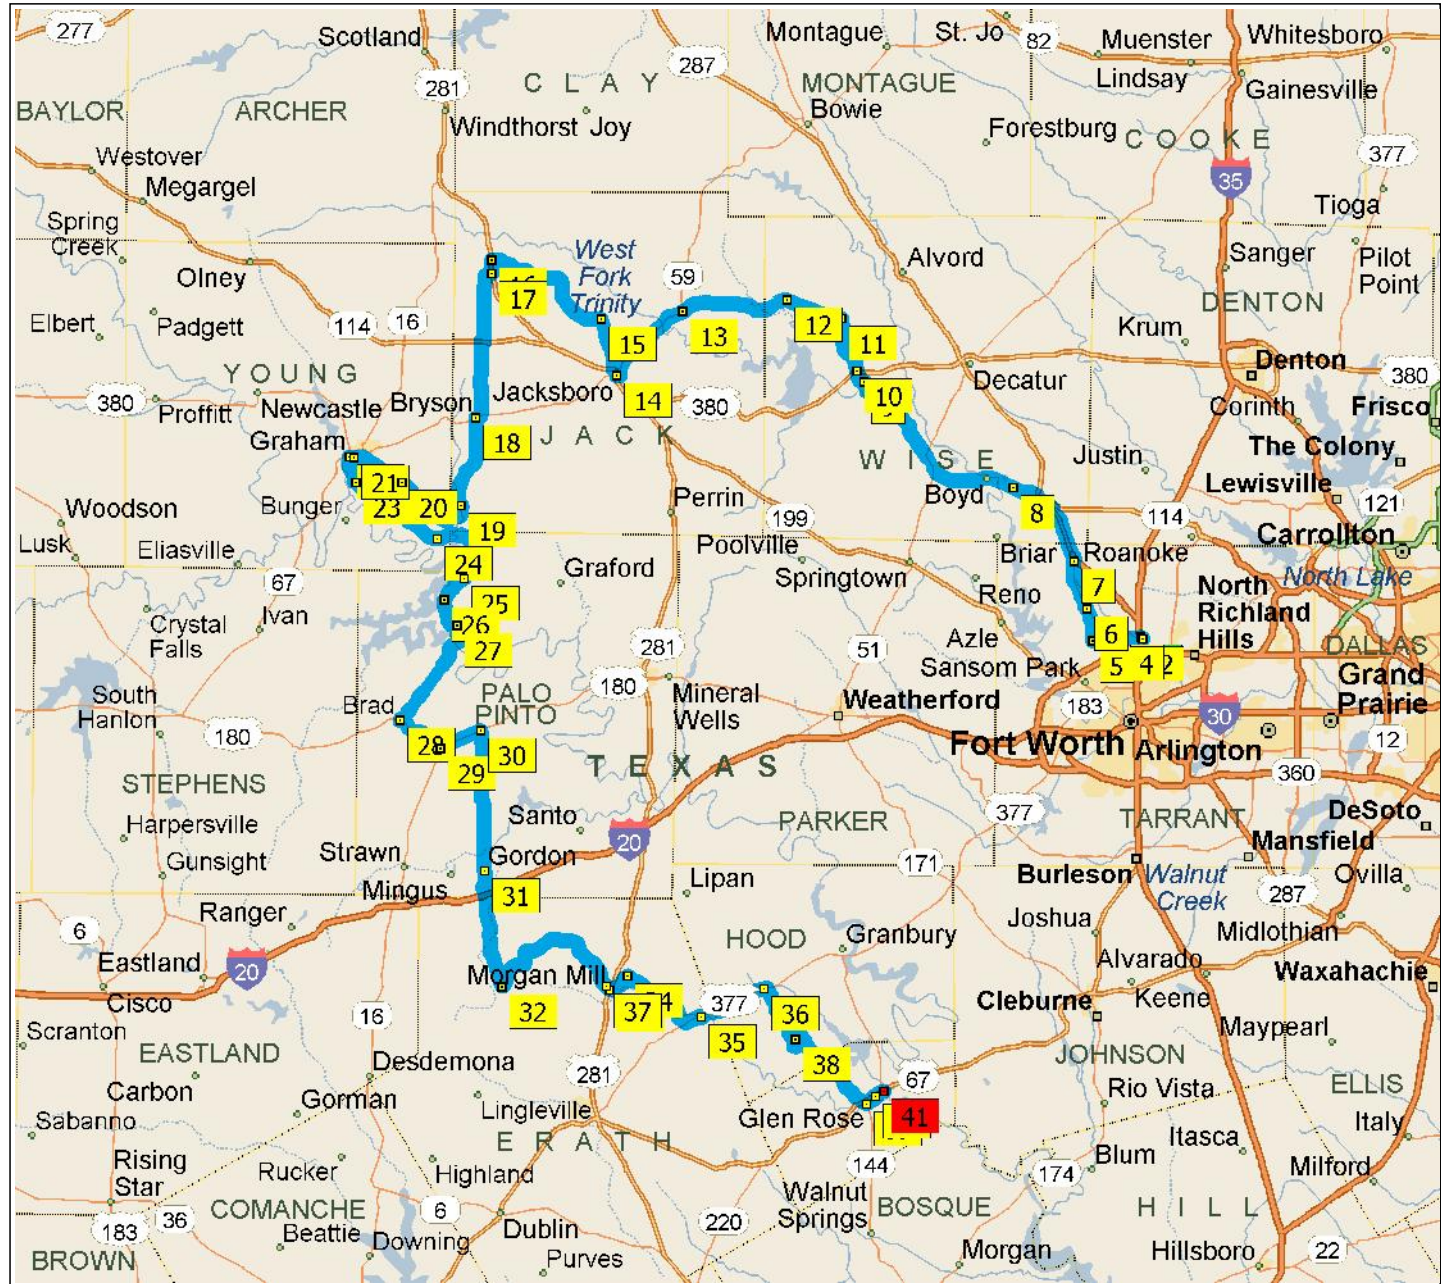 277
Scotland
Montague
St. Jo
82
Muenster
Whitesboro
Lindsay
287
CLAY
MONTAGUE
281
Gainesville
BAYLOR
ARCHER
Windthorst
Joy
Bowie
Forestburg
COOKE
377
Westover
Megargel
35
Tioga
Spring
Creek
Olney
West
Fork
Trinity
59
Alvord
Sanger
Pilot
Point
17
DENTON
Elbert
Padgett
114
16
15
13
12
11
Krum
Denton
YOUNG
Jacksboro
14
380
10
Decatur
380
380
Proffitt
Newcastle
Bryson
Corinth
Frisco
Graham
18
JACK
The Colony
WISE
Justin
21
Perrin
Boyd
Lewisville
121
Woodson
Bunger
23
20
19
199
8
114
Carrollton
Lusk
Eliasville
24
Poolville
Briar
Roanoke
67
Graford
Springtown
7
North Lake
Ivan
25
Reno
North
Richland
Hills
Crystal
Falls
26
27
281
51
Azle
6
DALLAS
Sansom Park
5
4
2
Grand
Prairie
South
Hanlon
Brad
PALO
PINTO
180
Mineral
Wells
Weatherford
183
30
180
28
30
Fort Worth
Arlington
12
29
TEXAS
360
STEPHENS
377
DeSoto
Harpersville
Santo
PARKER
TARRANT
Mansfield
Gunsight
Strawn
Gordon
20
171
Burleson
Walnut
Creek
Ovilla
Mingus
31
Lipan
287
Ranger
Joshua
6
HOOD
Granbury
Midlothian
Eastland
20
Morgan Mill
Alvarado
Waxahachie
Cisco
32
37
377
36
Cleburne
Keene
Scranton
16
35
Maypearl
EASTLAND
Desdemona
38
JOHNSON
281
67
Carbon
Rio Vista
ELLIS
Gorman
Lingleville
Glen Rose
41
Sabanno
ERATH
Itasca
Italy
Rising
Star
Rucker
Highland
144
174
Blum
Milford
Walnut
Springs
BOSQUE
HILL
COMANCHE
6
183
36
Beattie
Dublin
220
Downing
Purves
Morgan
Hillsboro
22
BROWN